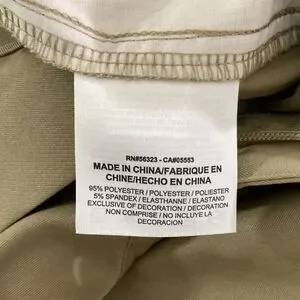 RN#56323 - CA#05553
MADE IN CHINA/FABRIQUE EN
CHINE/HECHO EN CHINA
95% POLYESTER / POLYESTER / POLIESTER
5% SPANDEX / ELASTHANNE / ELASTANO
EXCLUSIVE OF DECORATION / DECORATION
NON COMPRISE / NO INCLUYE LA
DECORACION